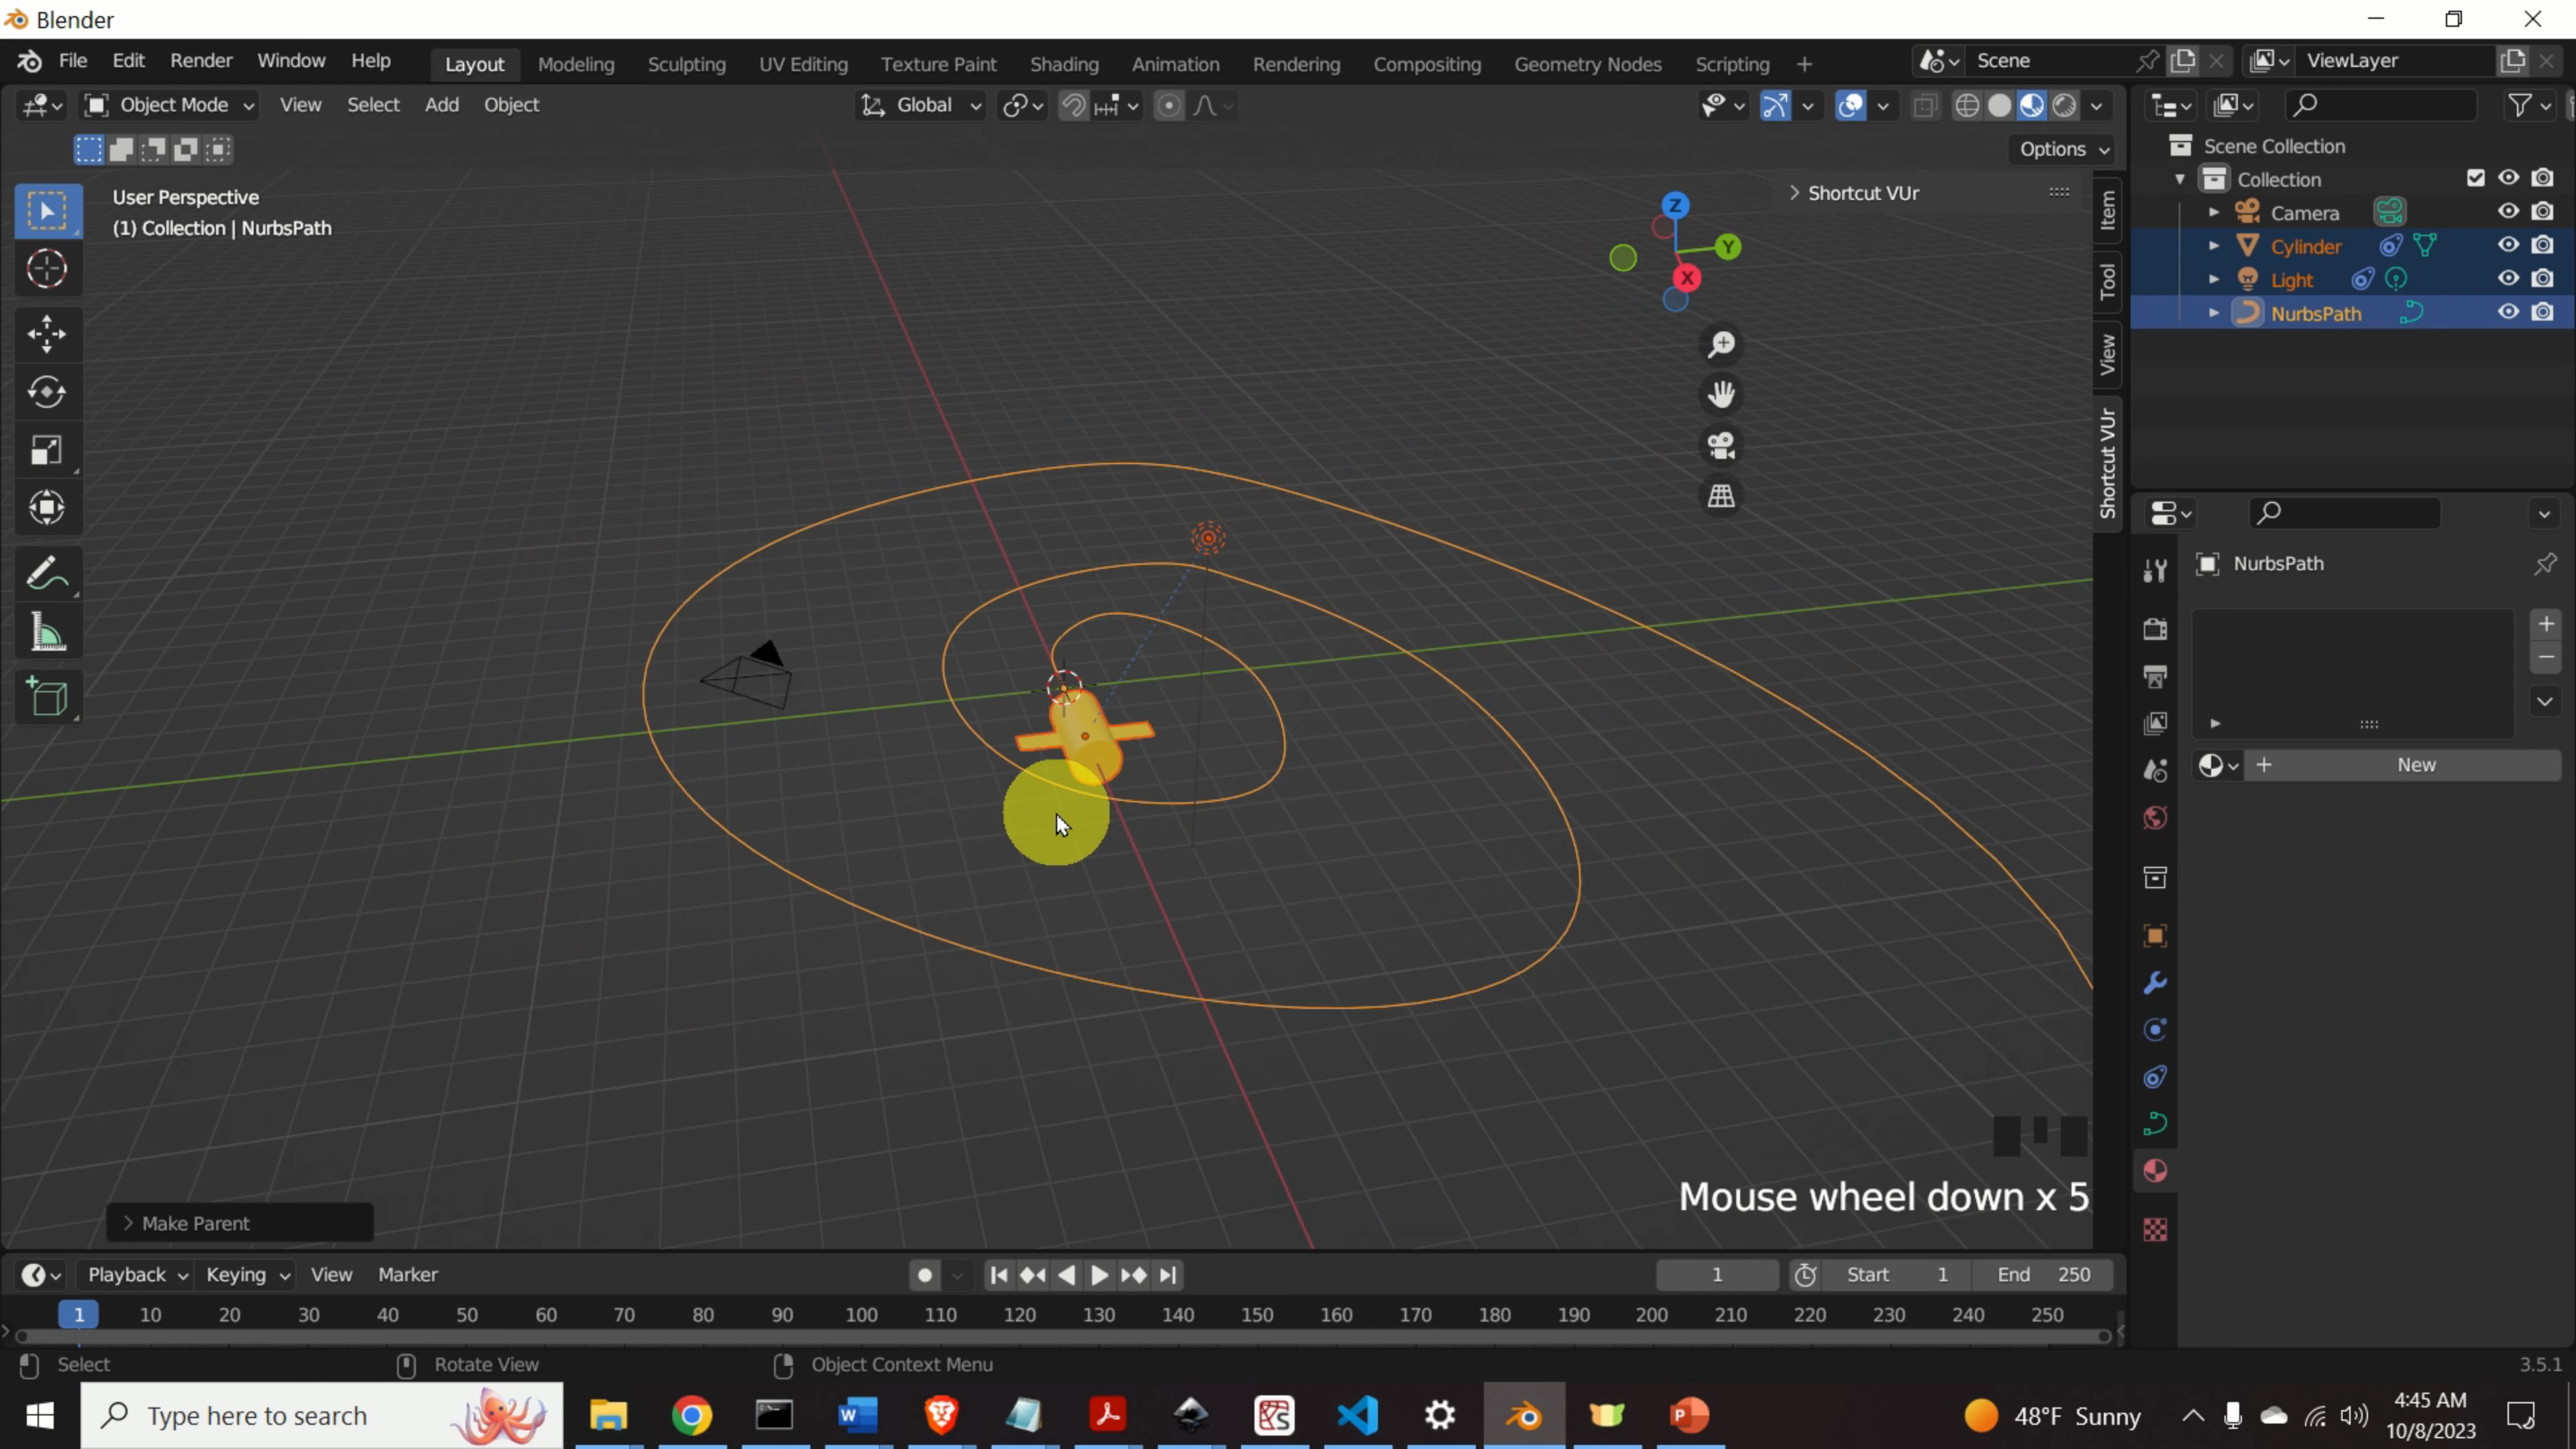 Blender
File Edit Render Window Help Layout Modeling Sculpting UV Editing Texture Paint Shading Animation Rendering Compositing Geometry Nodes Scripting + Scene ViewLayer
Object Mode View Select Add Object Global
Options
User Perspective
(1) Collection | NurbsPath
Shortcut VUr
Z
Y
X
Item
Tool
View
Shortcut VUr
Scene Collection
Collection
Camera
Cylinder
Light
NurbsPath
NurbsPath
New
Mouse wheel down x 5
Make Parent
Playback Keying View Marker 1 Start 1 End 250
1 10 20 30 40 50 60 70 80 90 100 110 120 130 140 150 160 170 180 190 200 210 220 230 240 250
Select Rotate View Object Context Menu 3.5.1
Type here to search
48°F Sunny
4:45 AM
10/8/2023